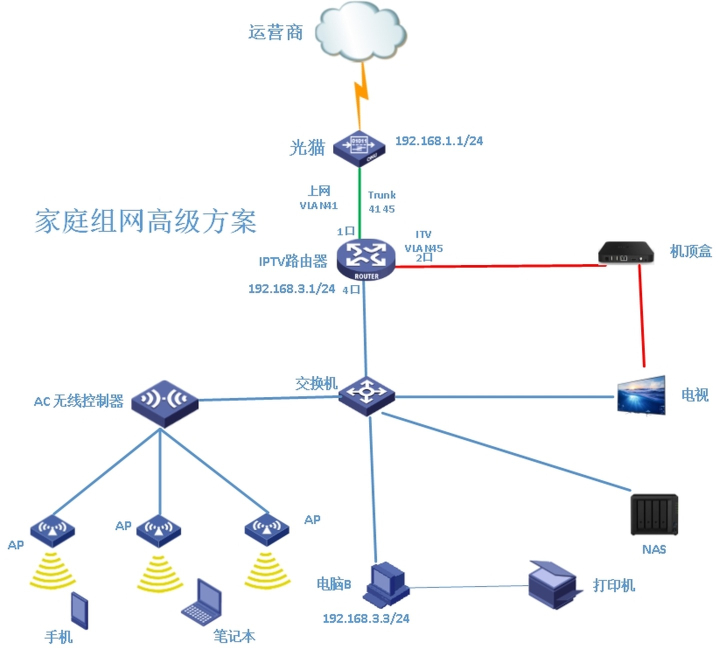 运营商
光猫
192.168.1.1/24
上网
VLAN41
Trunk
41 45
家庭组网高级方案
1口
ITV
VLAN45
2口
机顶盒
IPTV路由器
ROUTER
192.168.3.1/24
4口
交换机
AC 无线控制器
电视
AP
AP
AP
NAS
电脑B
打印机
192.168.3.3/24
手机
笔记本